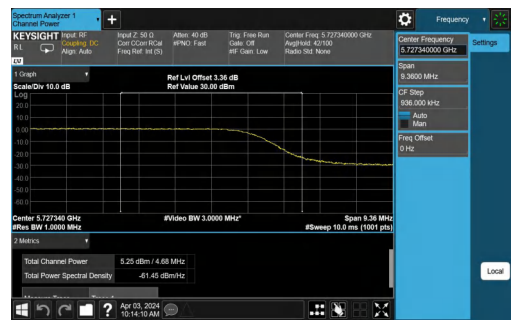 Spectrum Analyzer 1
Channel Power
+
Frequency
KEYSIGHT Input: RF
R L Coupling: DC
Align: Auto
Input Z: 50 Ω
Corr CCorr RCal
Freq Ref: Int (S)
Atten: 40 dB
#PNO: Fast
Trig: Free Run
Gate: Off
#IF Gain: Low
Center Freq: 5.727340000 GHz
Avg|Hold: 42/100
Radio Std: None
LV
Center Frequency
5.727340000 GHz
Settings
Span
9.3600 MHz
CF Step
936.000 kHz
Auto
Man
Freq Offset
0 Hz
Local
1 Graph
Scale/Div 10.0 dB
Ref Lvl Offset 3.36 dB
Ref Value 30.00 dBm
Log
20.0
10.0
0.00
-10.0
-20.0
-30.0
-40.0
-50.0
-60.0
Center 5.727340 GHz
#Res BW 1.0000 MHz
#Video BW 3.0000 MHz*
Span 9.36 MHz
#Sweep 10.0 ms (1001 pts)
2 Metrics
Total Channel Power 5.25 dBm / 4.68 MHz
Total Power Spectral Density -61.45 dBm/Hz
?
Apr 03, 2024
10:14:10 AM